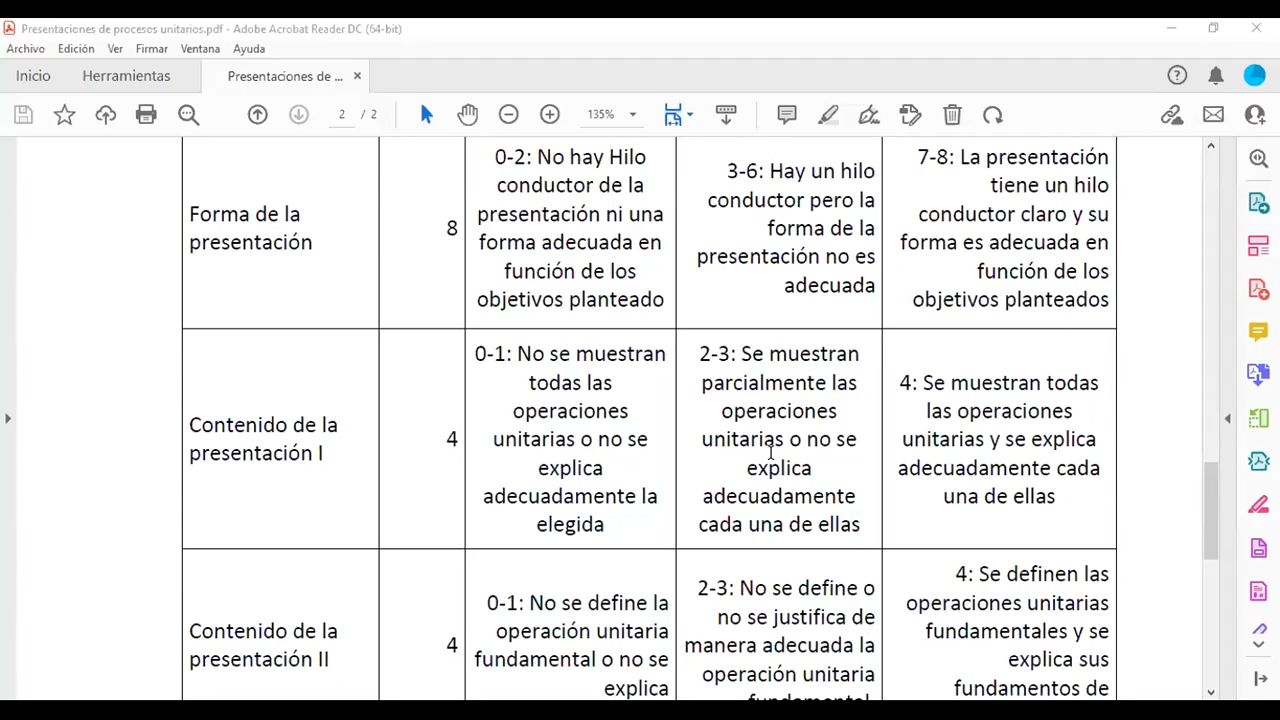 Presentaciones de procesos unitarios.pdf - Adobe Acrobat Reader DC (64-bit)
Archivo Edición Ver Firmar Ventana Ayuda
Inicio Herramientas Presentaciones de ...
2 / 2 135%
Forma de la
presentación
8
0-2: No hay Hilo
conductor de la
presentación ni una
forma adecuada en
función de los
objetivos planteado
3-6: Hay un hilo
conductor pero la
forma de la
presentación no es
adecuada
7-8: La presentación
tiene un hilo
conductor claro y su
forma es adecuada en
función de los
objetivos planteados
Contenido de la
presentación I
4
0-1: No se muestran
todas las
operaciones
unitarias o no se
explica
adecuadamente la
elegida
2-3: Se muestran
parcialmente las
operaciones
unitarias o no se
explica
adecuadamente
cada una de ellas
4: Se muestran todas
las operaciones
unitarias y se explica
adecuadamente cada
una de ellas
Contenido de la
presentación II
4
0-1: No se define la
operación unitaria
fundamental o no se
explica
2-3: No se define o
no se justifica de
manera adecuada la
operación unitaria
fundamental
4: Se definen las
operaciones unitarias
fundamentales y se
explica sus
fundamentos de